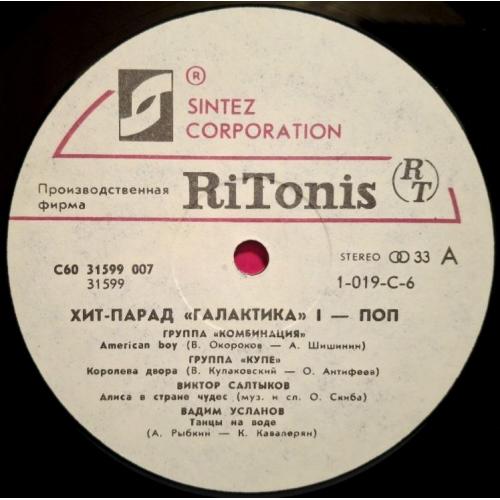 ®
SINTEZ
CORPORATION
Производственная
фирма
RiTonis
RT
С60 31599 007
31599
STEREO 33 A
1-019-С-6
ХИТ-ПАРАД «ГАЛАКТИКА» I — ПОП
ГРУППА «КОМБИНАЦИЯ»
American boy (В. Окороков — А. Шишинин)
ГРУППА «КУПЕ»
Королева двора (В. Кулаковский — О. Антифеев)
ВИКТОР САЛТЫКОВ
Алиса в стране чудес (муз. и сл. О. Скиба)
ВАДИМ УСЛАНОВ
Танцы на воде
(А. Рыбкий — К. Кавалерян)